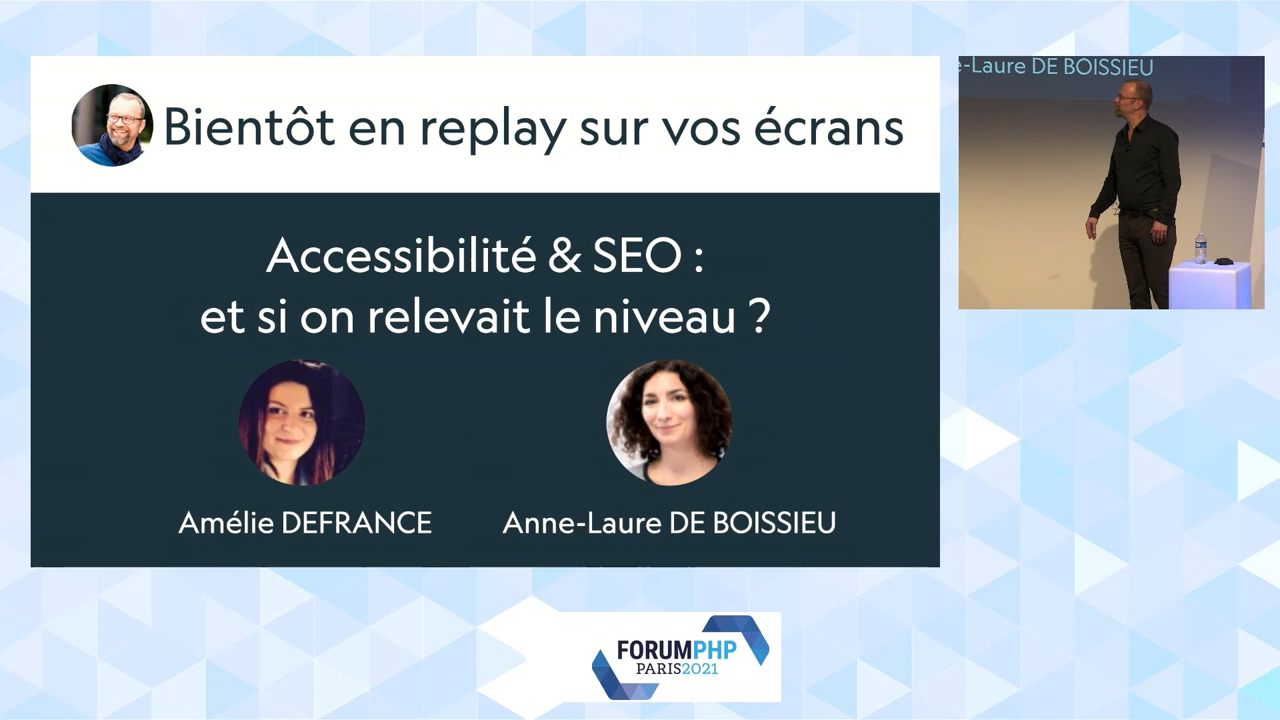 Bientôt en replay sur vos écrans
Accessibilité & SEO :
et si on relevait le niveau ?
Amélie DEFRANCE
Anne-Laure DE BOISSIEU
e-Laure DE BOISSIEU
FORUMPHP
PARIS2021